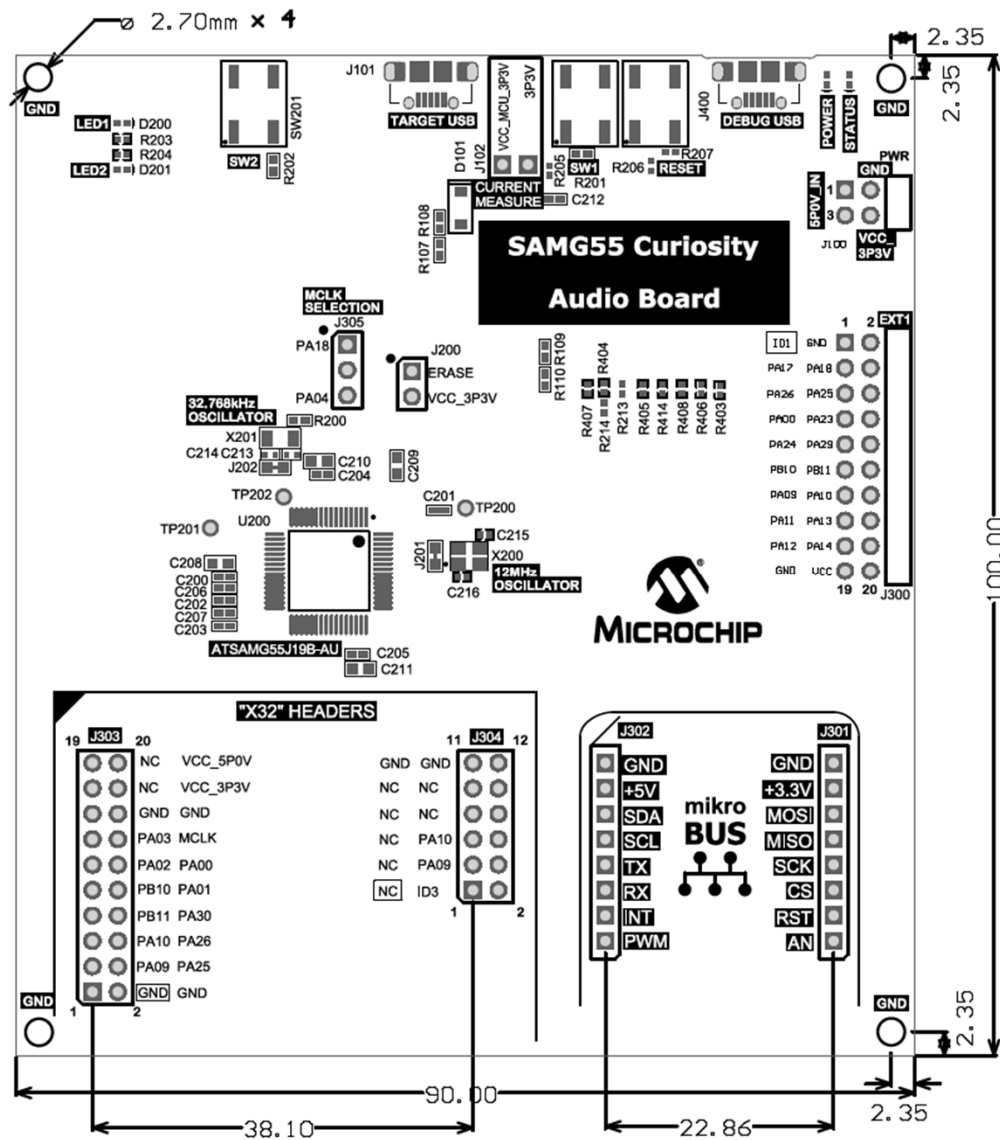 ⌀ 2.70mm × 4
2.35
2.35
GND
GND
LED1 D200
R203
R204
LED2 D201
SW201
SW2
R202
J101
TARGET USB
VCC_MCU_3P3V
3P3V
D101
J102
CURRENT
MEASURE
R205
SW1
R201
C212
R206
R207
RESET
J400
DEBUG USB
POWER
STATUS
PWR
GND
5P0V_IN
1
3
J100
VCC_
3P3V
R108
R107
SAMG55 Curiosity
Audio Board
MCLK
SELECTION
J305
PA18
PA04
J200
ERASE
VCC_3P3V
R109
R110
R404
R407
R214
R213
R405
R414
R408
R406
R403
1 2 EXT1
ID1 GND
PA17 PA18
PA26 PA25
PA00 PA23
PA24 PA29
PB10 PB11
PA09 PA10
PA11 PA13
PA12 PA14
GND VCC
19 20
J300
32.768kHz
OSCILLATOR
R200
X201
C214 C213
J202
C210
C204
C209
TP202
C201
TP200
TP201
U200
C215
J201
X200
12MHz
OSCILLATOR
C216
C208
C200
C206
C202
C207
C203
ATSAMG55J19B-AU
C205
C211
MICROCHIP
®
100.00
"X32" HEADERS
19 J303 20
NC VCC_5P0V
NC VCC_3P3V
GND GND
PA03 MCLK
PA02 PA00
PB10 PA01
PB11 PA30
PA10 PA26
PA09 PA25
GND GND
1 2
11 J304 12
GND GND
NC NC
NC NC
NC PA10
NC PA09
NC ID3
1 2
J302
GND
+5V
SDA
SCL
TX
RX
INT
PWM
mikro
BUS
J301
GND
+3.3V
MOSI
MISO
SCK
CS
RST
AN
GND
GND
2.35
90.00
2.35
38.10
22.86